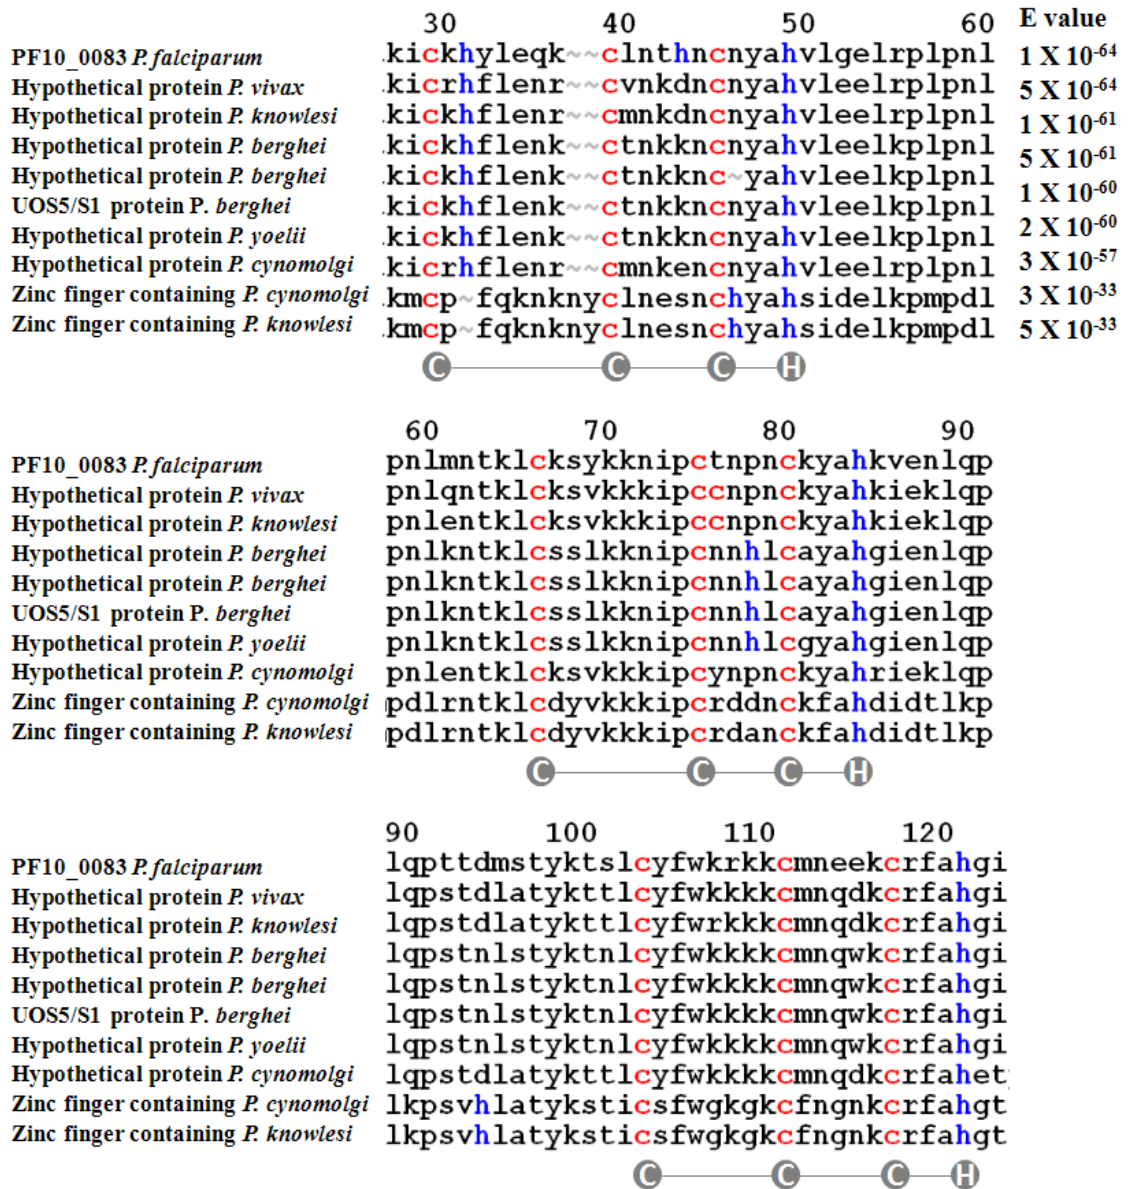 30 40 50 60 E value
PF10_0083 P.falciparum .kickhyleqk~~clnthncnyahvlgelrplpnl 1 X 10-64
Hypothetical protein P. vivax .kicrhflenr~~cvnkdncnyahvleelrplpnl 5 X 10-64
Hypothetical protein P. knowlesi .kickhflenr~~cmnkdncnyahvleelrplpnl 1 X 10-61
Hypothetical protein P. berghei .kickhflenk~~ctnkkncnyahvleelkplpnl 5 X 10-61
Hypothetical protein P. berghei .kickhflenk~~ctnkknc~yahvleelkplpnl 1 X 10-60
UOS5/S1 protein P. berghei .kickhflenk~~ctnkkncnyahvleelkplpnl 2 X 10-60
Hypothetical protein P. yoelii .kickhflenk~~ctnkkncnyahvleelkplpnl 3 X 10-57
Hypothetical protein P. cynomolgi .kicrhflenr~~cmnkencnyahvleelrplpnl 3 X 10-33
Zinc finger containing P. cynomolgi .kmcp~fqknknyclnesnchyahsidelkpmpdl 5 X 10-33
Zinc finger containing P. knowlesi .kmcp~fqknknyclnesnchyahsidelkpmpdl
C C C H
60 70 80 90
PF10_0083 P.falciparum pnlmntklcksykknipctnpnckyahkvenlqp
Hypothetical protein P. vivax pnlqntklcksvkkkipccnpnckyahkieklqp
Hypothetical protein P. knowlesi pnlentklcksvkkkipccnpnckyahkieklqp
Hypothetical protein P. berghei pnlkntklcsslkknipcnnhlcayahgienlqp
Hypothetical protein P. berghei pnlkntklcsslkknipcnnhlcayahgienlqp
UOS5/S1 protein P. berghei pnlkntklcsslkknipcnnhlcayahgienlqp
Hypothetical protein P. yoelii pnlkntklcsslkknipcnnhlcgyahgienlqp
Hypothetical protein P. cynomolgi pnlentklcksvkkkipcynpnckyahrieklqp
Zinc finger containing P. cynomolgi pdlrntklcdyvkkkipcrddnckfahdidtlkp
Zinc finger containing P. knowlesi pdlrntklcdyvkkkipcrdanckfahdidtlkp
C C C H
90 100 110 120
PF10_0083 P.falciparum lqpttdmstyktslcyfwkrkkcmneekcrfahgi
Hypothetical protein P. vivax lqpstdlatykttlcyfwkkkkcmnqdkcrfahgi
Hypothetical protein P. knowlesi lqpstdlatykttlcyfwrkkkcmnqdkcrfahgi
Hypothetical protein P. berghei lqpstnlstyktnlcyfwkkkkcmnqwkcrfahgi
Hypothetical protein P. berghei lqpstnlstyktnlcyfwkkkkcmnqwkcrfahgi
UOS5/S1 protein P. berghei lqpstnlstyktnlcyfwkkkkcmnqwkcrfahgi
Hypothetical protein P. yoelii lqpstnlstyktnlcyfwkkkkcmnqwkcrfahgi
Hypothetical protein P. cynomolgi lqpstdlatykttlcyfwkkkkcmnqdkcrfahet
Zinc finger containing P. cynomolgi lkpsvhlatyksticsfwgkgkcfngnkcrfahgt
Zinc finger containing P. knowlesi lkpsvhlatyksticsfwgkgkcfngnkcrfahgt
C C C H